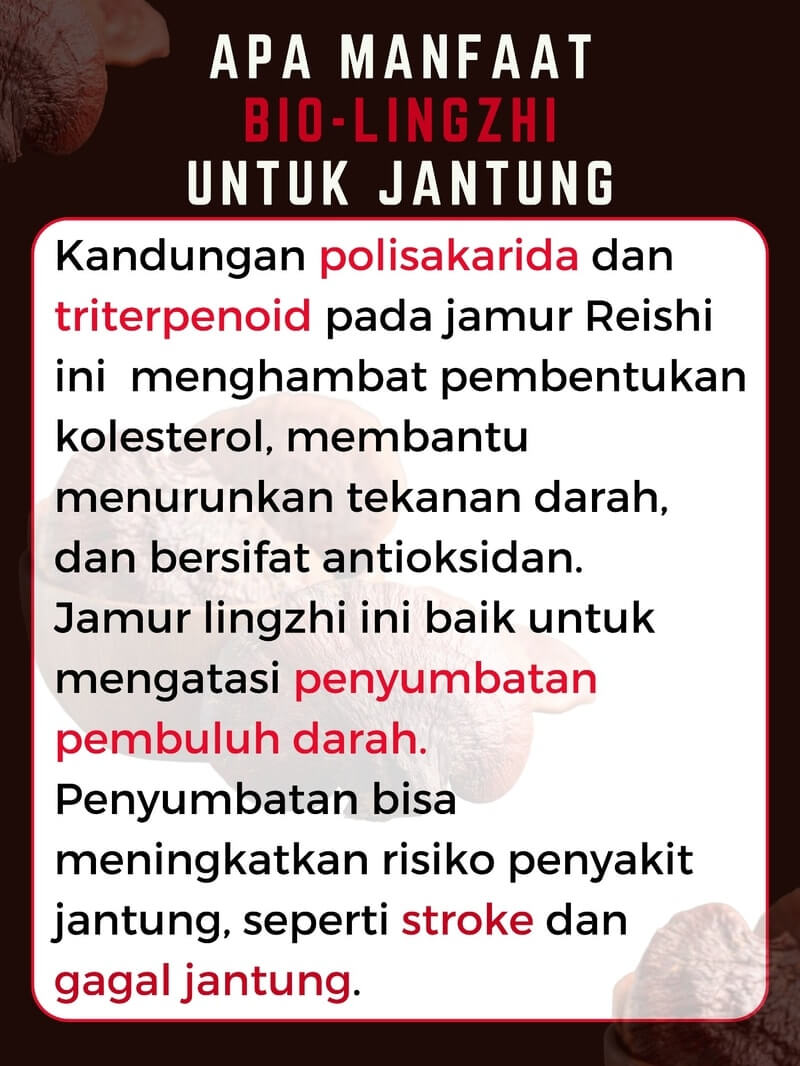 APA MANFAAT
BIO-LINGZHI
UNTUK JANTUNG
Kandungan polisakarida dan
triterpenoid pada jamur Reishi
ini menghambat pembentukan
kolesterol, membantu
menurunkan tekanan darah,
dan bersifat antioksidan.
Jamur lingzhi ini baik untuk
mengatasi penyumbatan
pembuluh darah.
Penyumbatan bisa
meningkatkan risiko penyakit
jantung, seperti stroke dan
gagal jantung.